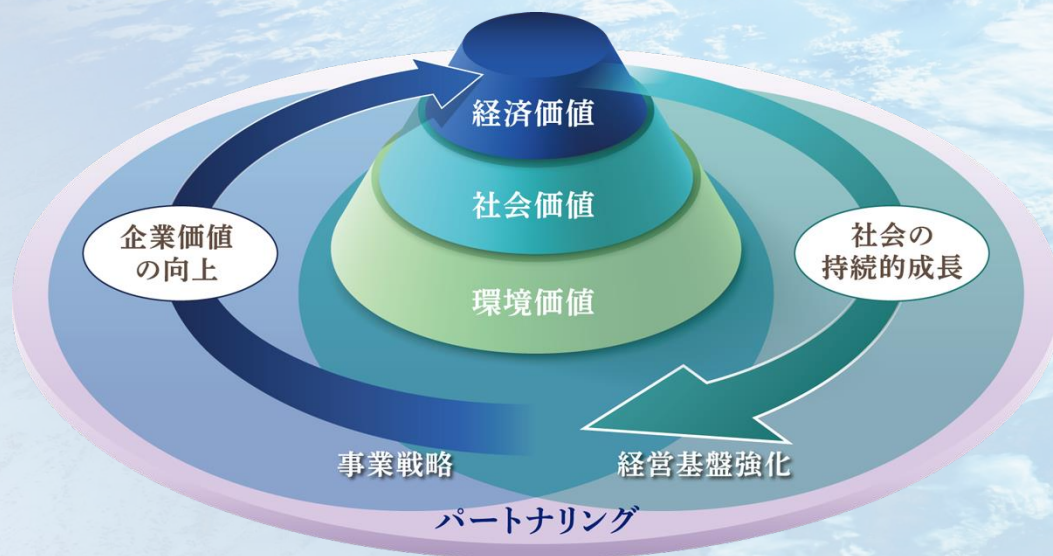 経済価値
社会価値
環境価値
企業価値
の向上
社会の
持続的成長
事業戦略
経営基盤強化
パートナリング